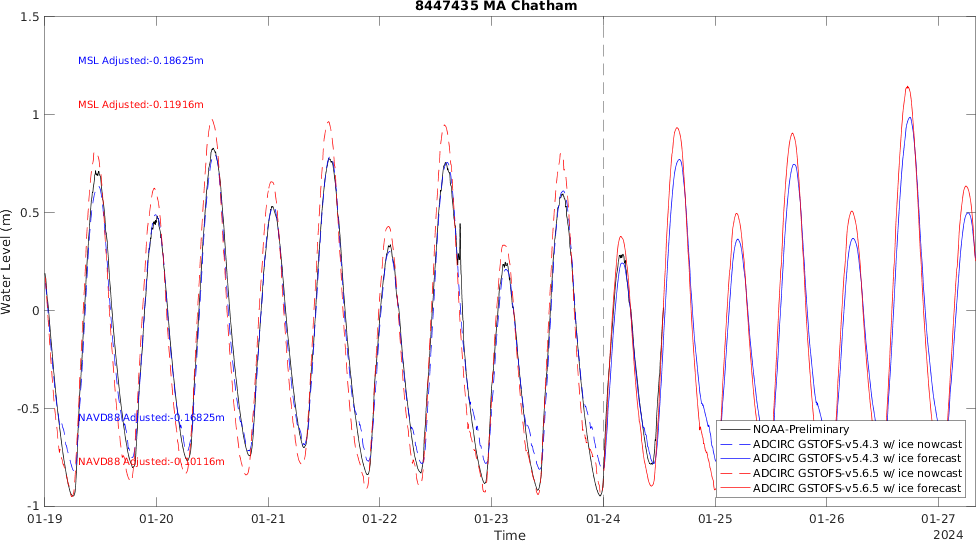 8447435 MA Chatham
1.5
MSL Adjusted:-0.18625m
MSL Adjusted:-0.11916m
1
0.5
Water Level (m)
0
-0.5
NAVD88 Adjusted:-0.16825m
NAVD88 Adjusted:-0.10116m
-1
NOAA-Preliminary
ADCIRC GSTOFS-v5.4.3 w/ ice nowcast
ADCIRC GSTOFS-v5.4.3 w/ ice forecast
ADCIRC GSTOFS-v5.6.5 w/ ice nowcast
ADCIRC GSTOFS-v5.6.5 w/ ice forecast
01-19 01-20 01-21 01-22 01-23 01-24 01-25 01-26 01-27
Time
2024